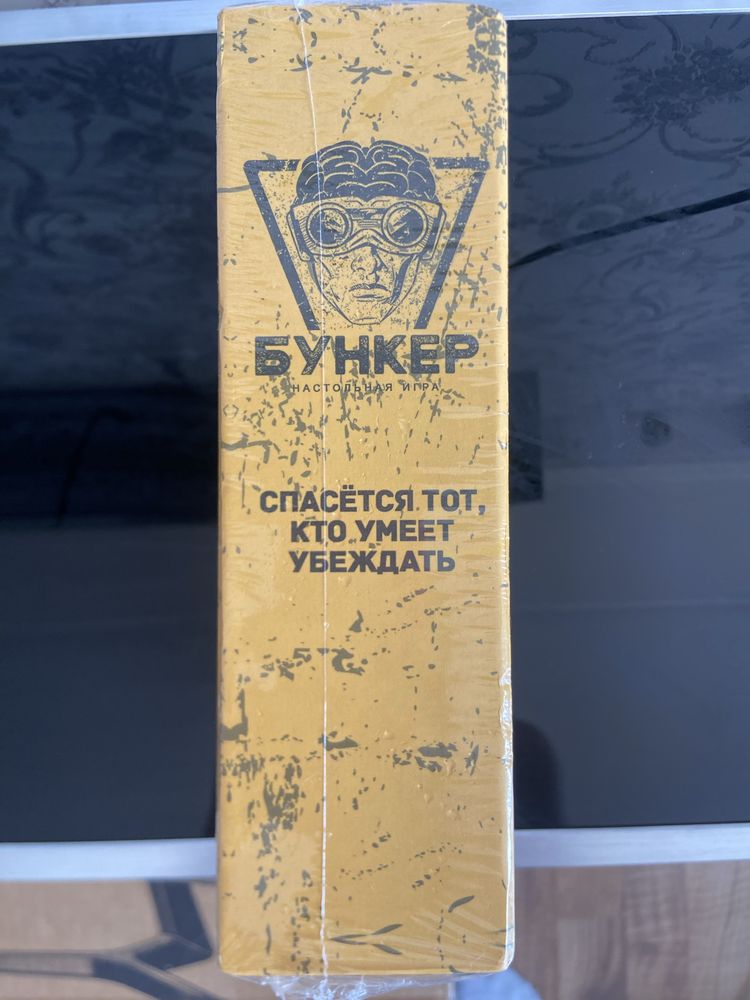 БУНКЕР
НАСТОЛЬНАЯ ИГРА
СПАСЁТСЯ ТОТ,
КТО УМЕЕТ
УБЕЖДАТЬ